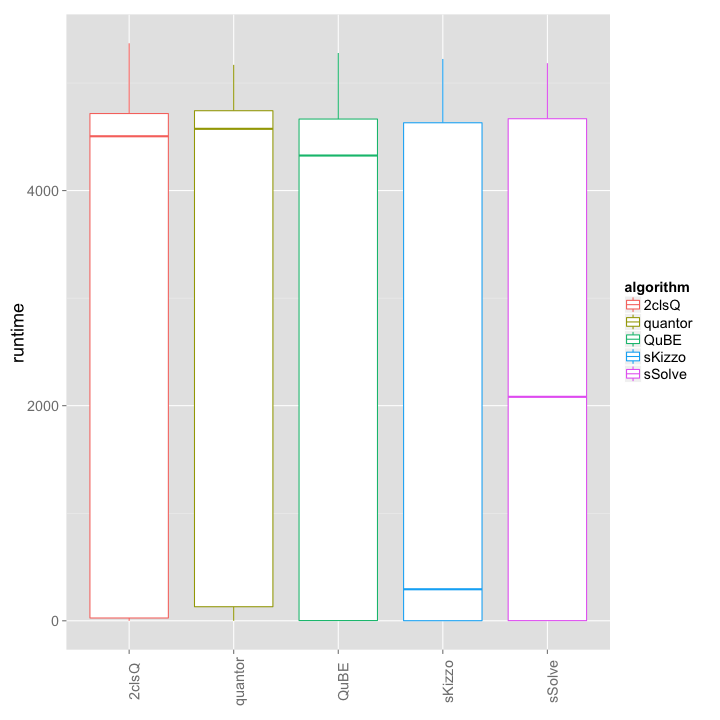 runtime
4000
2000
0
2clsQ
quantor
QuBE
sKizzo
sSolve
algorithm
2clsQ
quantor
QuBE
sKizzo
sSolve